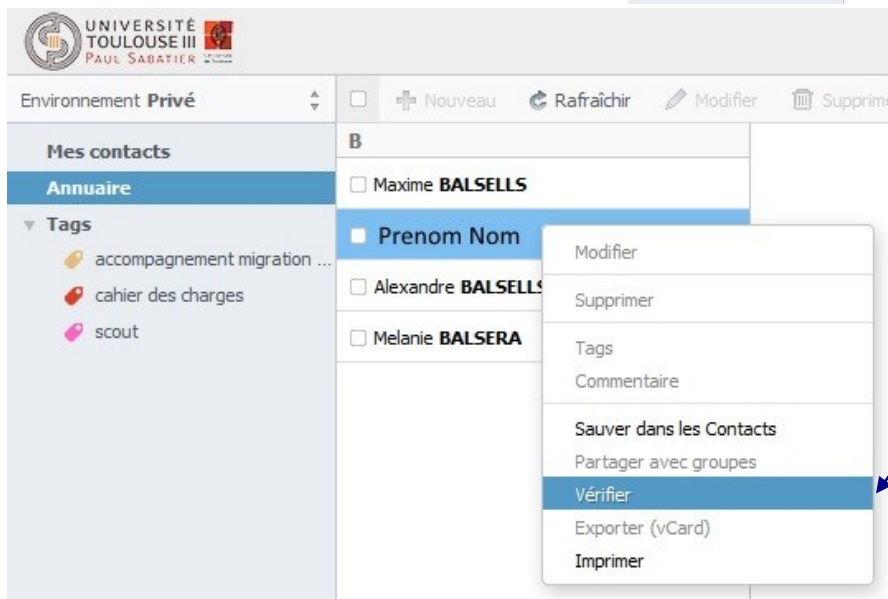 UNIVERSITÉ
TOULOUSE III
PAUL SABATIER
Environnement Privé
Nouveau Rafraîchir Modifier Supprime
Mes contacts
Annuaire
Tags
accompagnement migration ...
cahier des charges
scout
B
Maxime BALSELLS
Prenom Nom
Alexandre BALSELLS
Melanie BALSERA
Modifier
Supprimer
Tags
Commentaire
Sauver dans les Contacts
Partager avec groupes
Vérifier
Exporter (vCard)
Imprimer